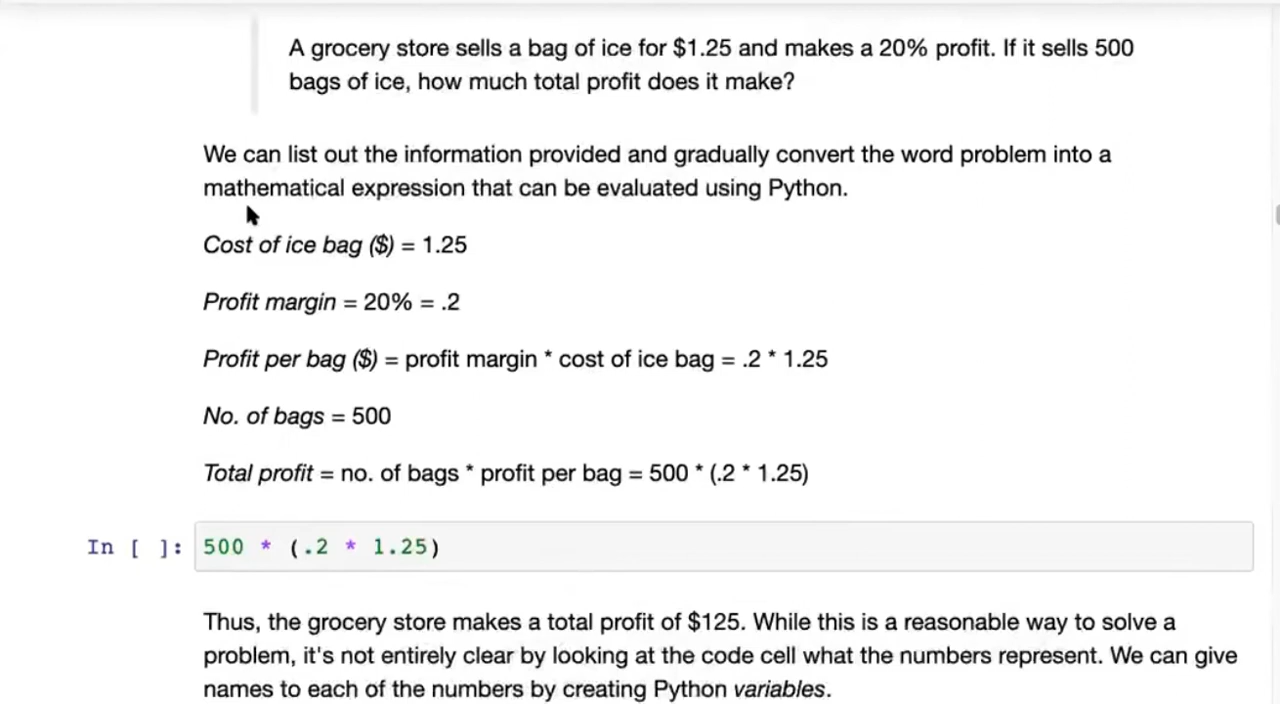 A grocery store sells a bag of ice for $1.25 and makes a 20% profit. If it sells 500
bags of ice, how much total profit does it make?
We can list out the information provided and gradually convert the word problem into a
mathematical expression that can be evaluated using Python.
Cost of ice bag ($) = 1.25
Profit margin = 20% = .2
Profit per bag ($) = profit margin * cost of ice bag = .2 * 1.25
No. of bags = 500
Total profit = no. of bags * profit per bag = 500 * (.2 * 1.25)
In [ ]: 500 * (.2 * 1.25)
Thus, the grocery store makes a total profit of $125. While this is a reasonable way to solve a
problem, it's not entirely clear by looking at the code cell what the numbers represent. We can give
names to each of the numbers by creating Python variables.